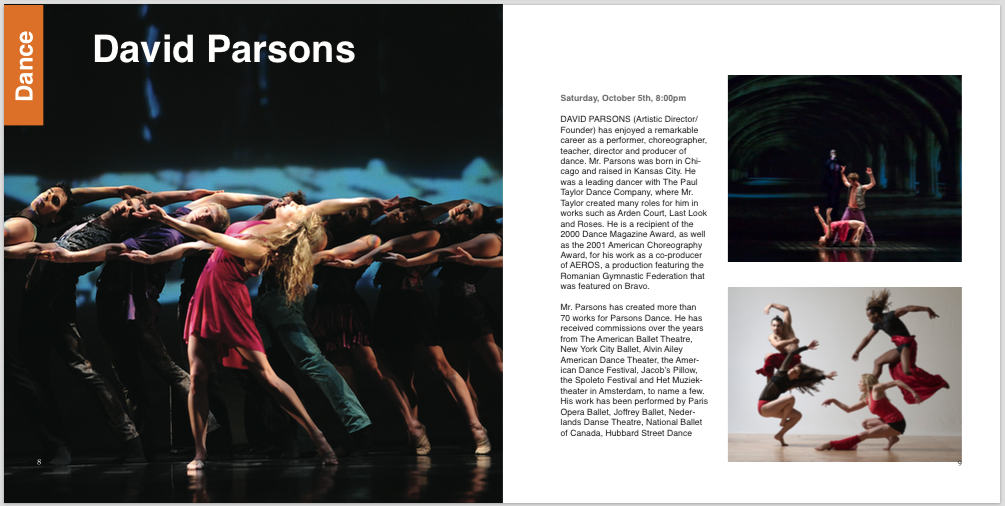 Dance
David Parsons
8
Saturday, October 5th, 8:00pm
DAVID PARSONS (Artistic Director/
Founder) has enjoyed a remarkable
career as a performer, choreographer,
teacher, director and producer of
dance. Mr. Parsons was born in Chi-
cago and raised in Kansas City. He
was a leading dancer with The Paul
Taylor Dance Company, where Mr.
Taylor created many roles for him in
works such as Arden Court, Last Look
and Roses. He is a recipient of the
2000 Dance Magazine Award, as well
as the 2001 American Choreography
Award, for his work as a co-producer
of AEROS, a production featuring the
Romanian Gymnastic Federation that
was featured on Bravo.
Mr. Parsons has created more than
70 works for Parsons Dance. He has
received commissions over the years
from The American Ballet Theatre,
New York City Ballet, Alvin Ailey
American Dance Theater, the Amer-
ican Dance Festival, Jacob's Pillow,
the Spoleto Festival and Het Muziek-
theater in Amsterdam, to name a few.
His work has been performed by Paris
Opera Ballet, Joffrey Ballet, Neder-
lands Danse Theatre, National Ballet
of Canada, Hubbard Street Dance
9